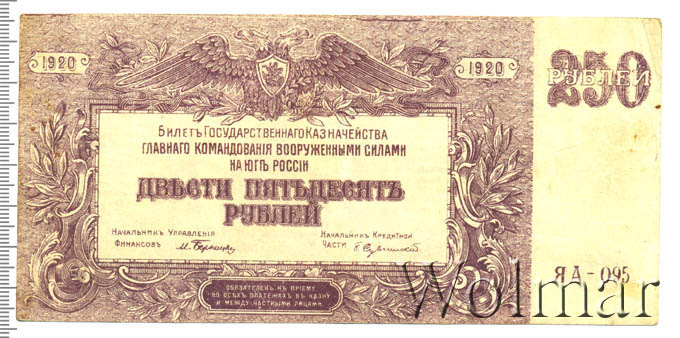 1920
1920
250
РУБЛЕЙ
БИЛЕТЪ ГОСУДАРСТВЕННАГО КАЗНАЧЕЙСТВА
ГЛАВНАГО КОМАНДОВАНІЯ ВООРУЖЕННЫМИ СИЛАМИ
НА ЮГѢ РОССІИ
ДВѢСТИ ПЯТЬДЕСЯТЪ
РУБЛЕЙ
НАЧАЛЬНИКЪ УПРАВЛЕНІЯ
ФИНАНСОВЪ
НАЧАЛЬНИКЪ КРЕДИТНОЙ
ЧАСТИ
ЯА-095
ОБЯЗАТЕЛЕНЪ КЪ ПРІЕМУ
ПО ВСѢХЪ ПЛАТЕЖАХЪ ВЪ КАЗНУ
И МЕЖДУ ЧАСТНЫМИ ЛИЦАМИ.
Wolmar